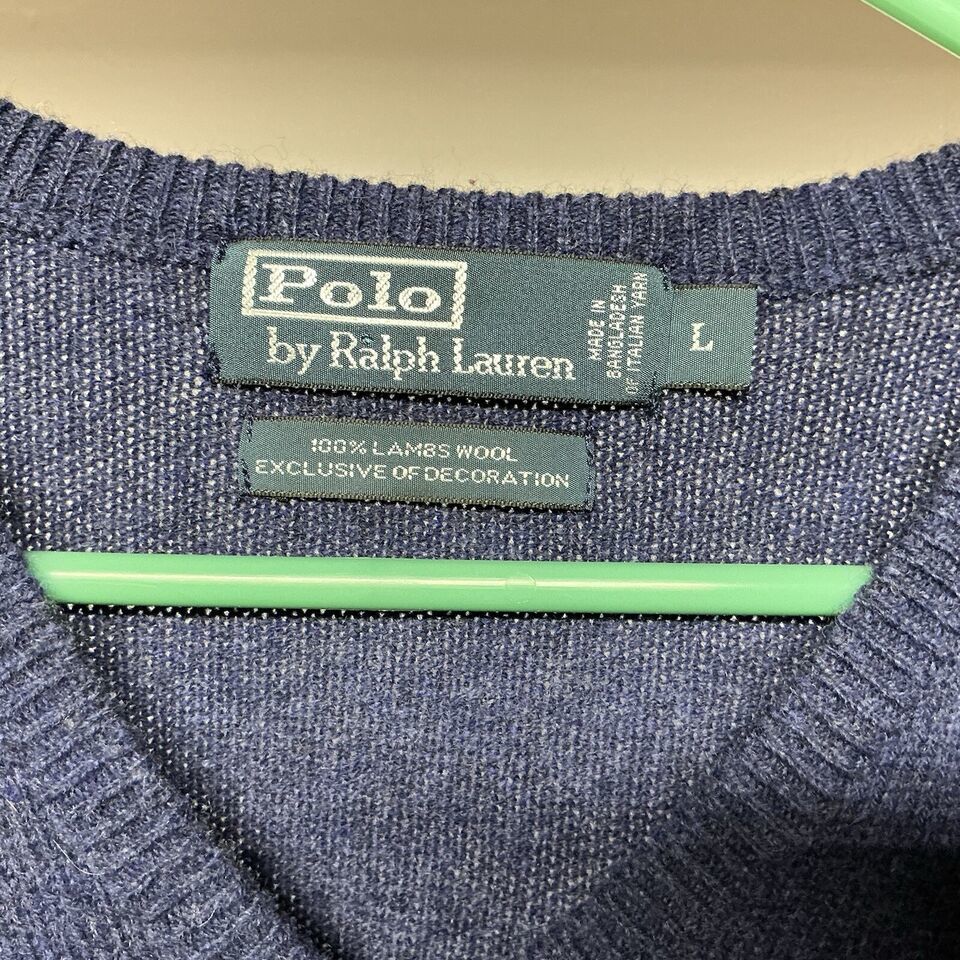 Polo
by Ralph Lauren
MADE IN
BANGLADESH
OF ITALIAN YARN
L
100% LAMBS WOOL
EXCLUSIVE OF DECORATION